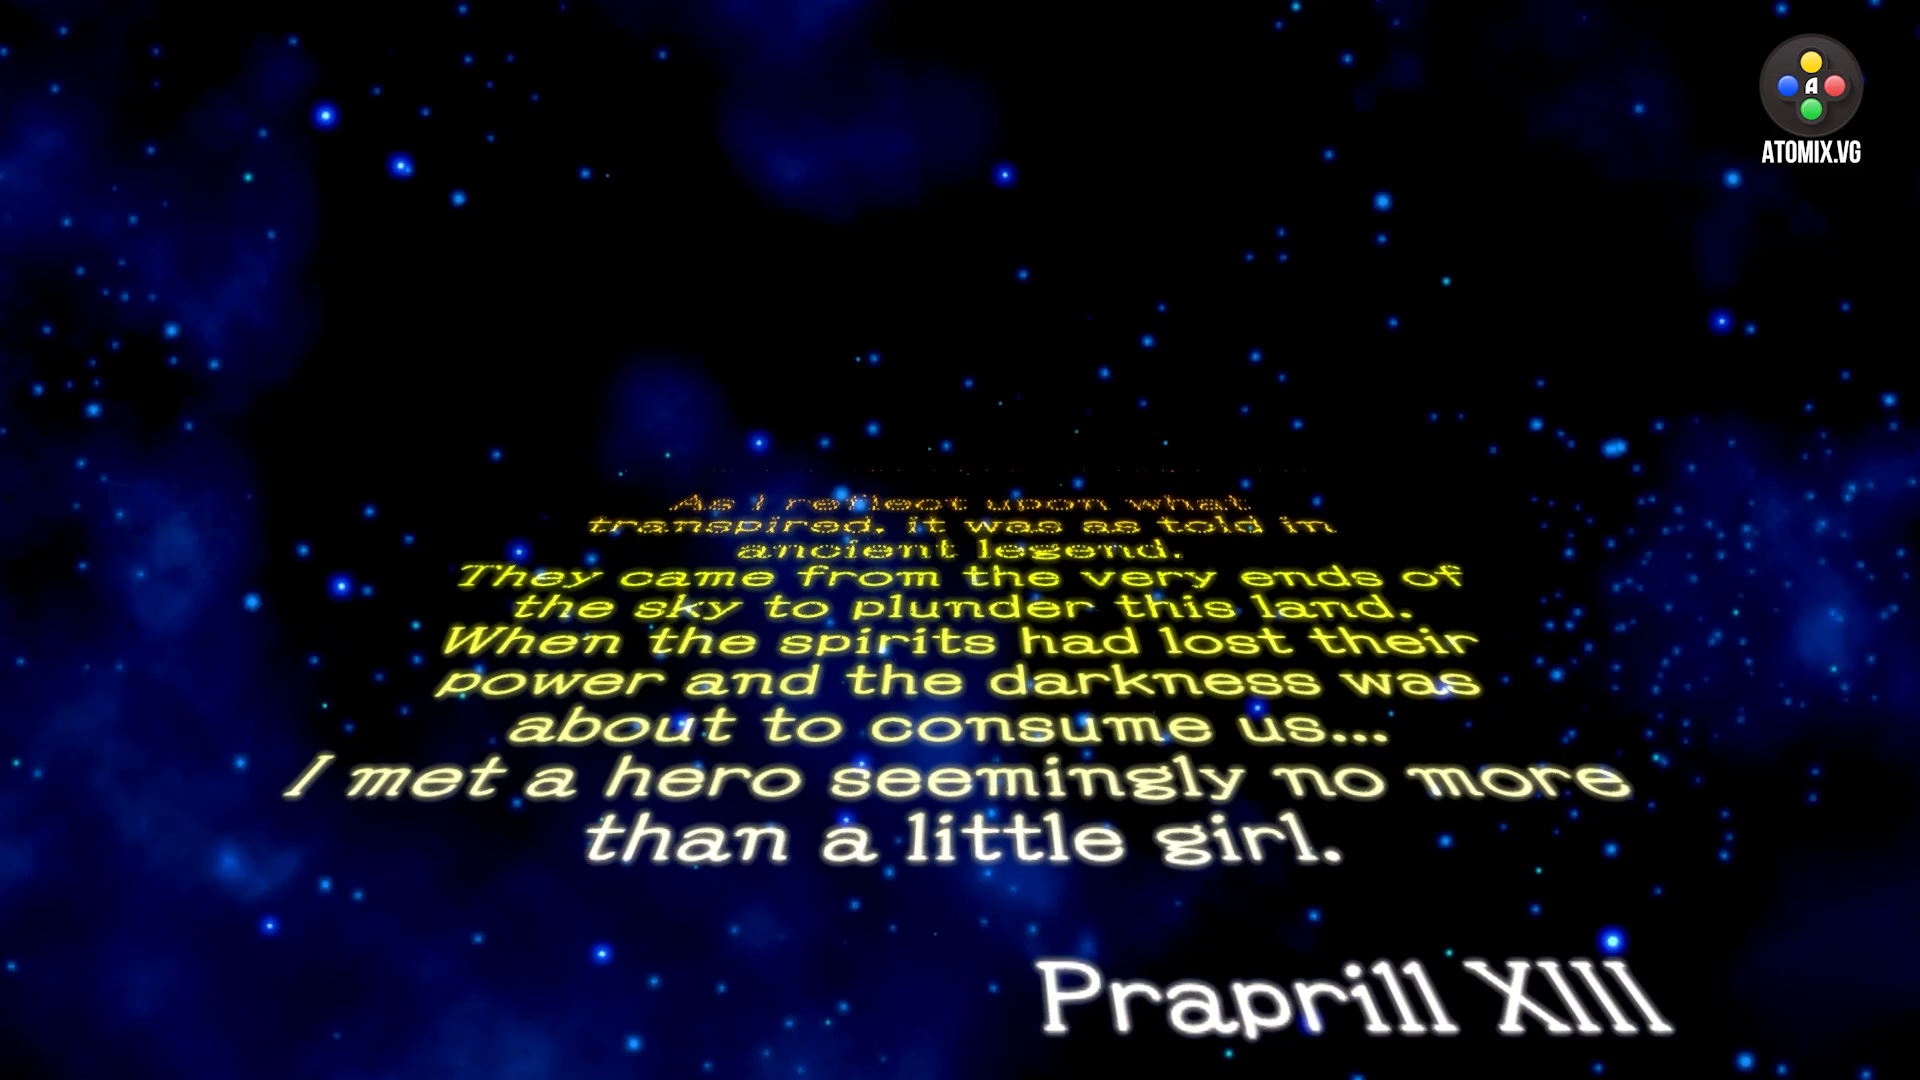 A
ATOMIX.VG
As I reflect upon what
transpired, it was as told in
ancient legend.
They came from the very ends of
the sky to plunder this land.
When the spirits had lost their
power and the darkness was
about to consume us...
I met a hero seemingly no more
than a little girl.
Praprill XIII